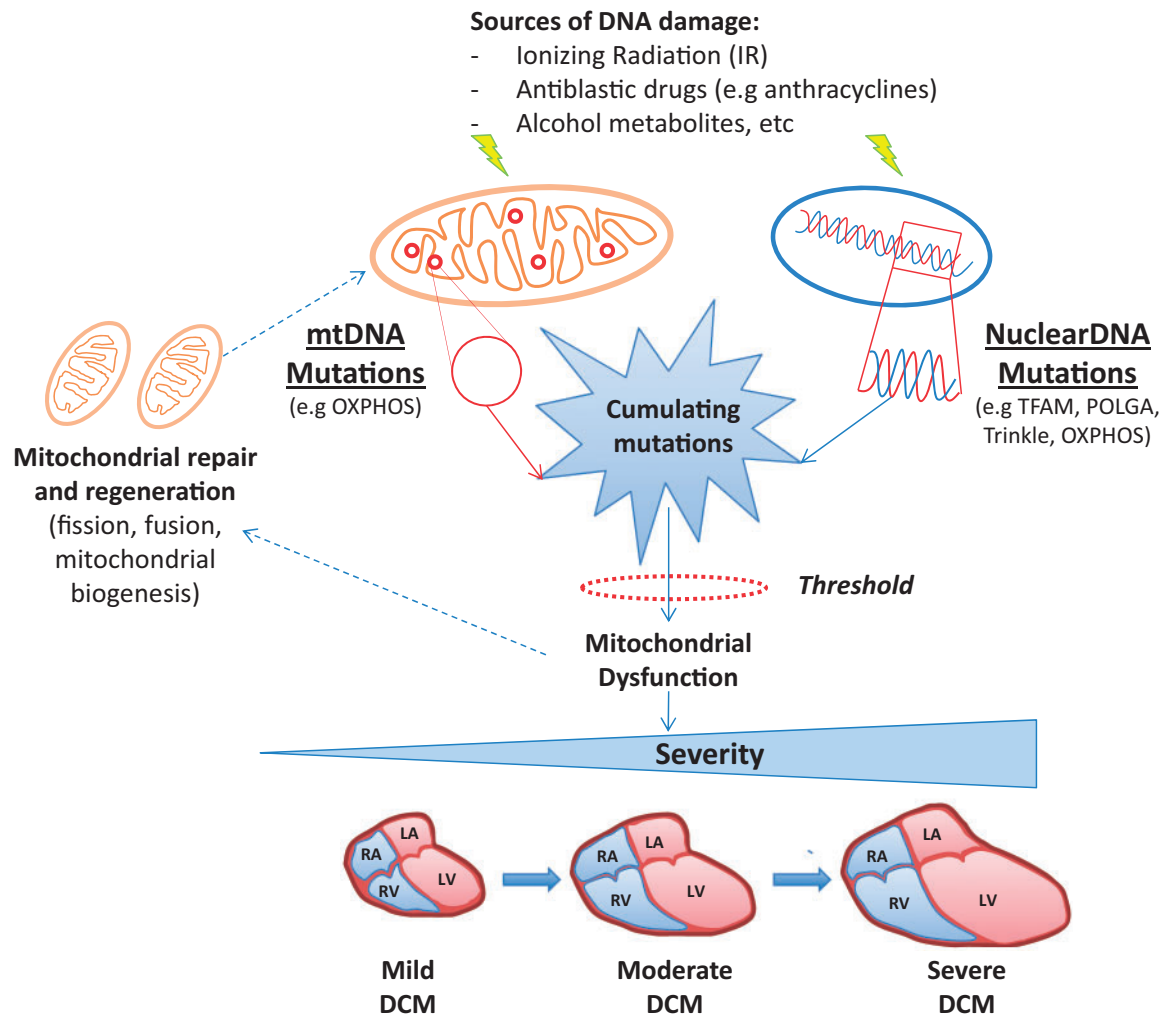 Sources of DNA damage:
- Ionizing Radiation (IR)
- Antiblastic drugs (e.g anthracyclines)
- Alcohol metabolites, etc
mtDNA
Mutations
(e.g OXPHOS)
NuclearDNA
Mutations
(e.g TFAM, POLGA,
Trinkle, OXPHOS)
Cumulating
mutations
Mitochondrial repair
and regeneration
(fission, fusion,
mitochondrial
biogenesis)
Threshold
Mitochondrial
Dysfunction
Severity
LA
RA
LV
RV
LA
RA
LV
RV
LA
RA
LV
RV
Mild
DCM
Moderate
DCM
Severe
DCM